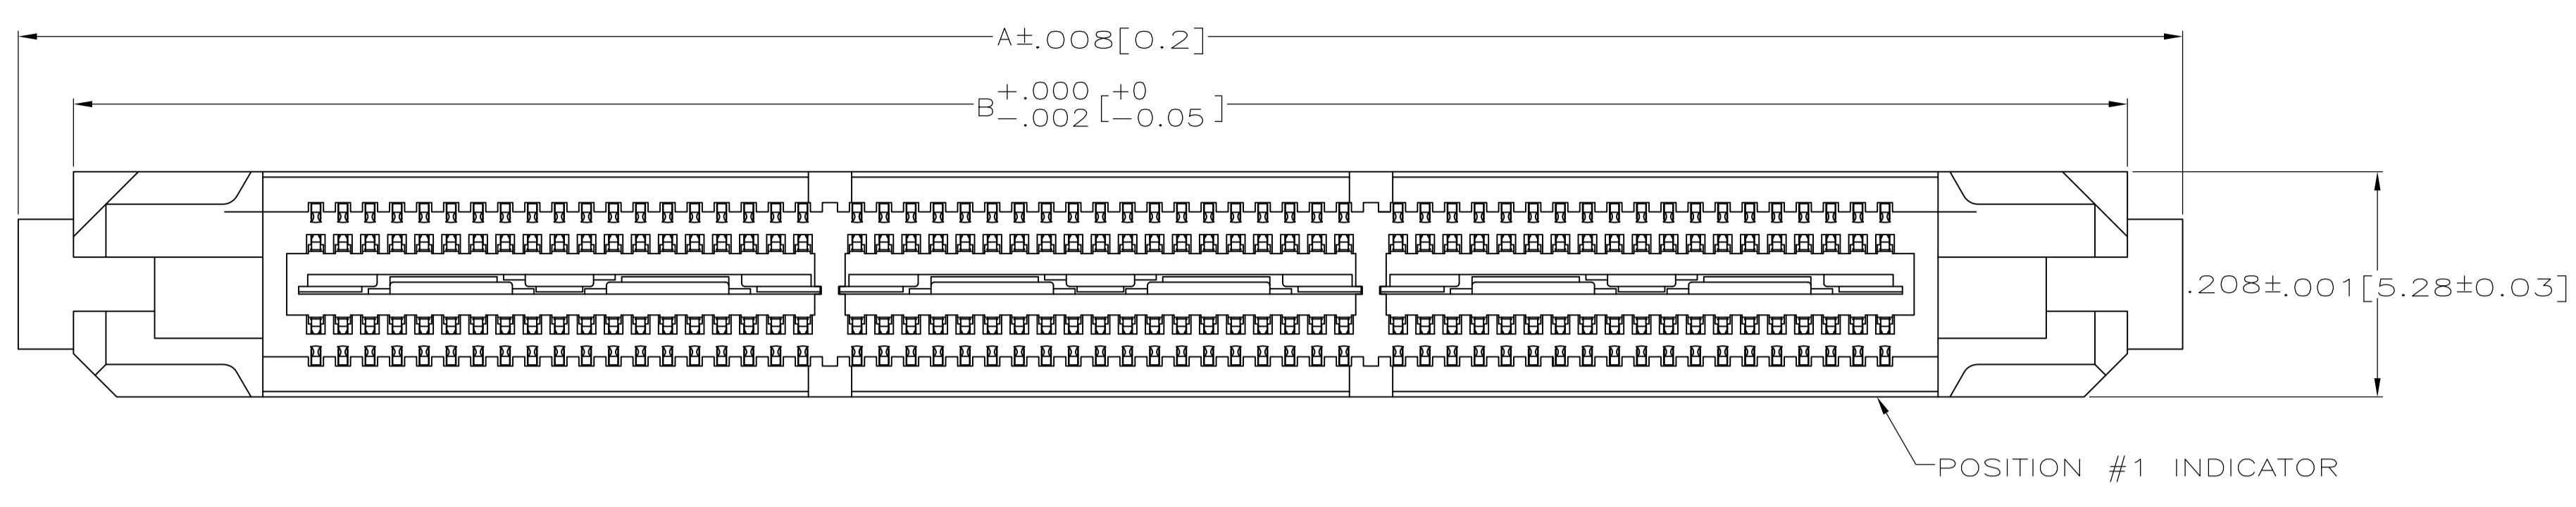 A±.008[0.2]
B+.000 -.002[+0 -0.05]
.208±.001[5.28±0.03]
POSITION #1 INDICATOR